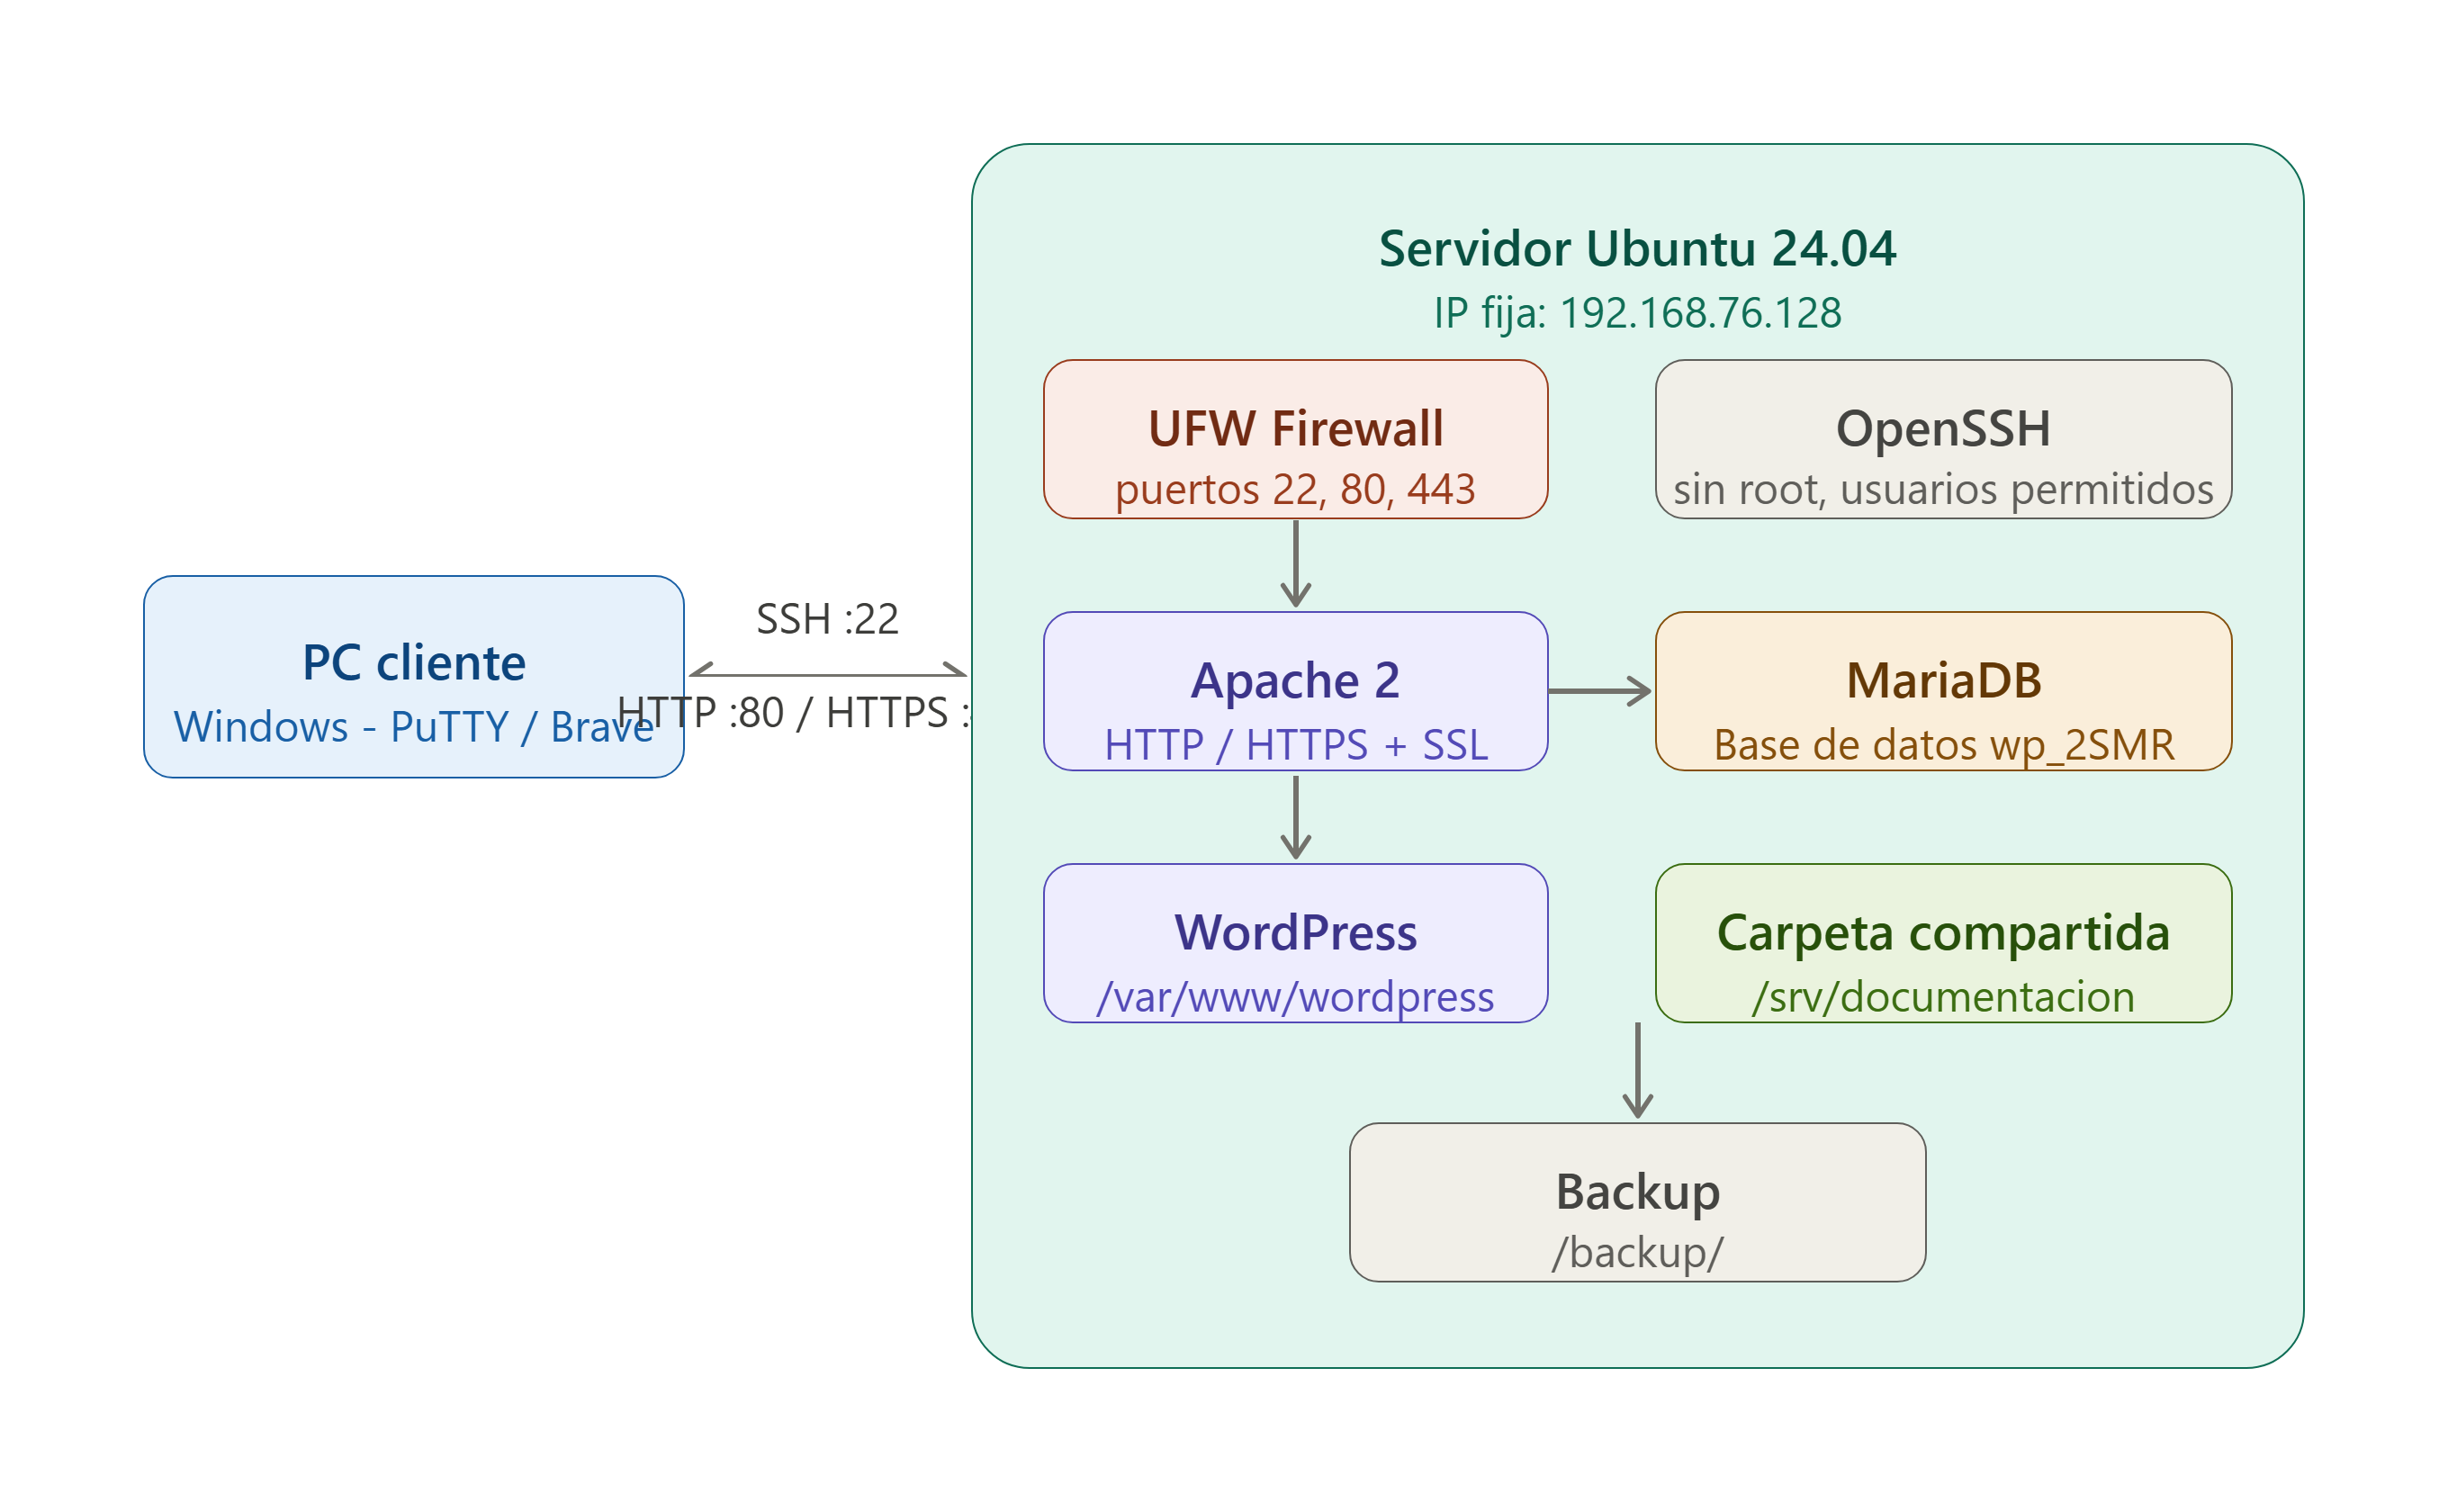 Servidor Ubuntu 24.04
IP fija: 192.168.76.128
UFW Firewall
puertos 22, 80, 443
OpenSSH
sin root, usuarios permitidos
PC cliente
Windows - PuTTY / Brave
SSH :22
HTTP :80 / HTTPS :
Apache 2
HTTP / HTTPS + SSL
MariaDB
Base de datos wp_2SMR
WordPress
/var/www/wordpress
Carpeta compartida
/srv/documentacion
Backup
/backup/